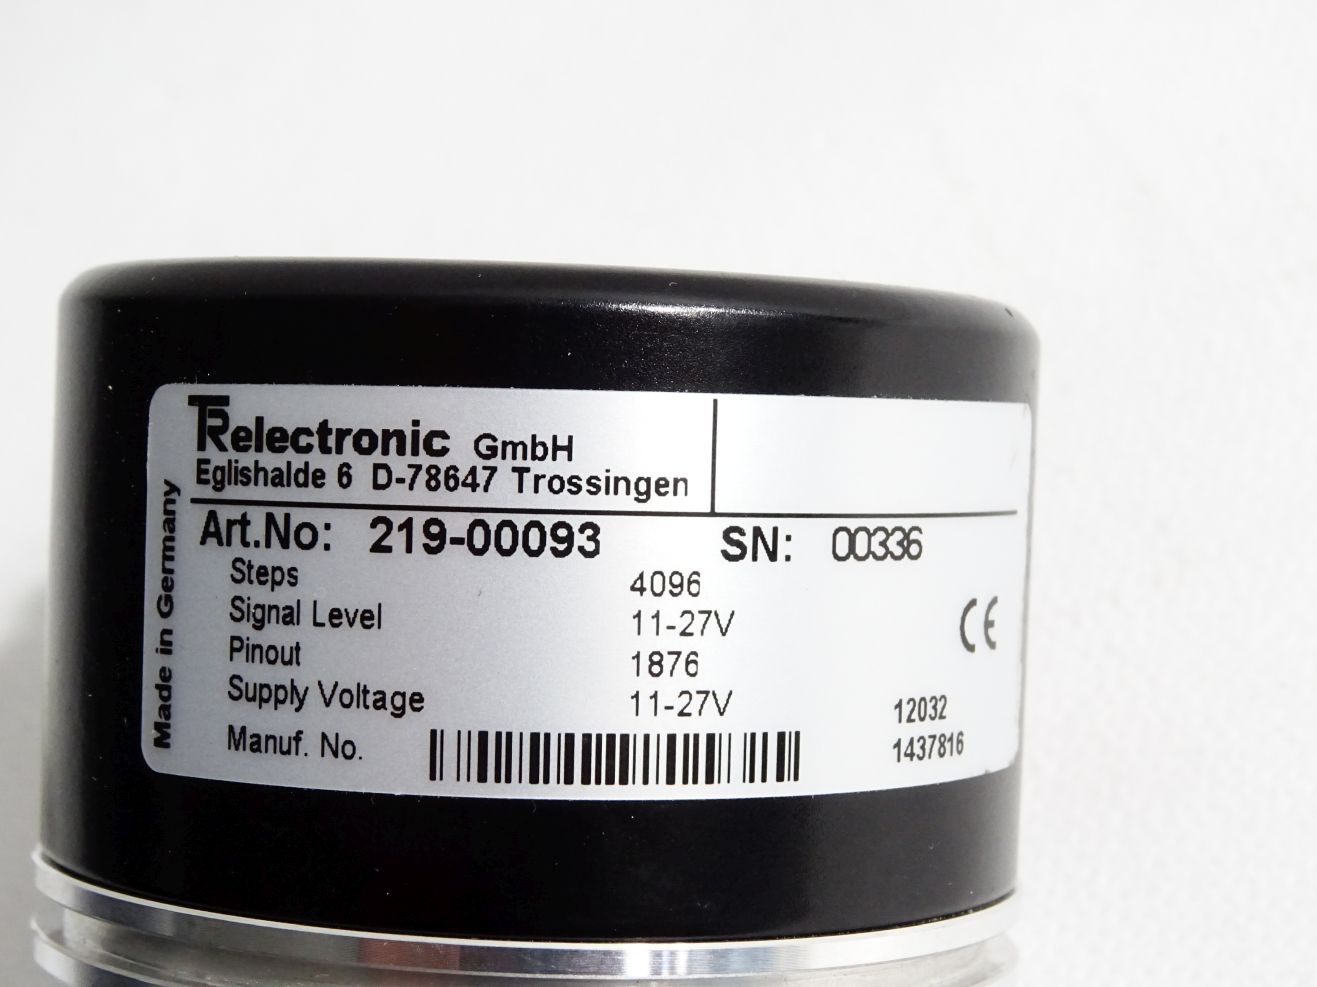 TRelectronic GmbH
Eglishalde 6 D-78647 Trossingen
Art.No: 219-00093 SN: 00336
Steps 4096
Signal Level 11-27V
Pinout 1876
Supply Voltage 11-27V 12032
Manuf. No. 1437816
Made in Germany
CE